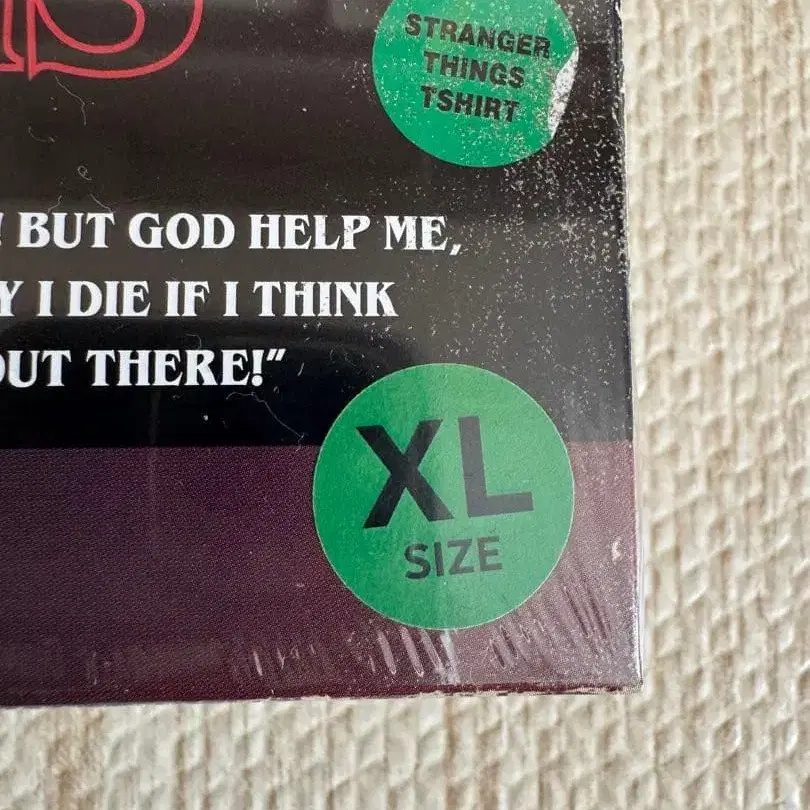 STRANGER
THINGS
TSHIRT
! BUT GOD HELP ME,
Y I DIE IF I THINK
OUT THERE!”
XL
SIZE